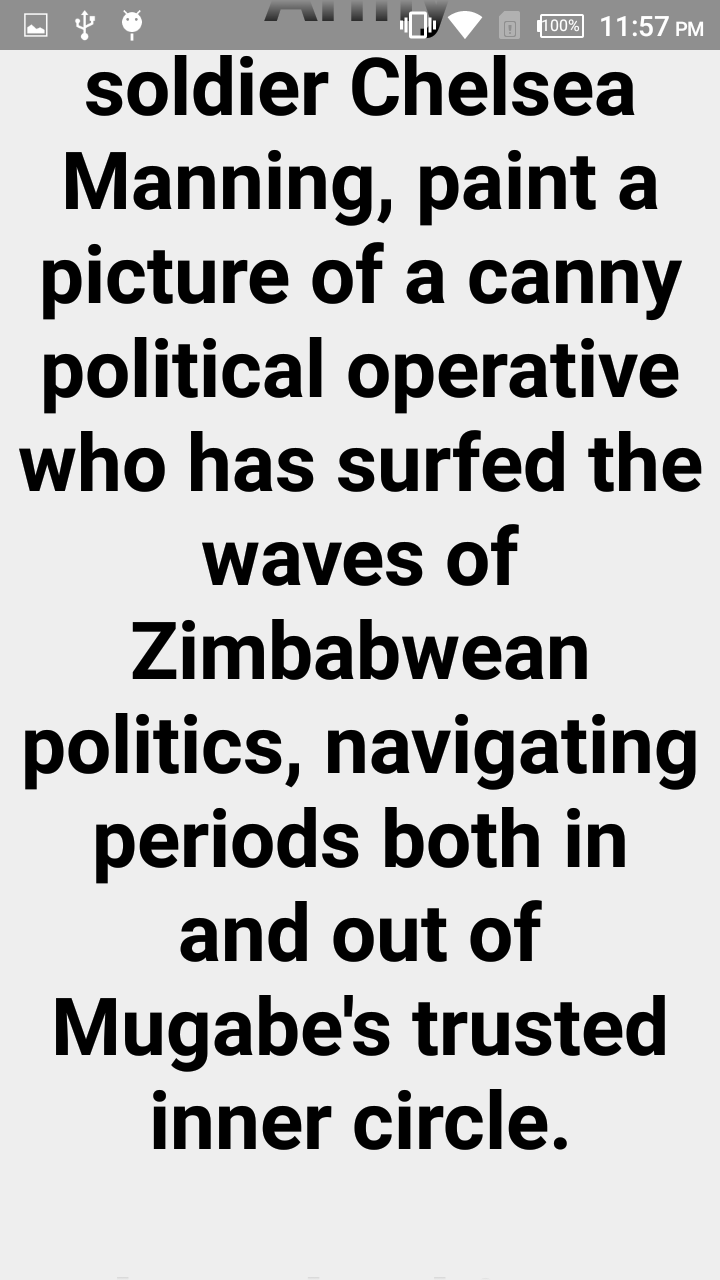 100%
11:57 PM
soldier Chelsea
Manning, paint a
picture of a canny
political operative
who has surfed the
waves of
Zimbabwean
politics, navigating
periods both in
and out of
Mugabe's trusted
inner circle.